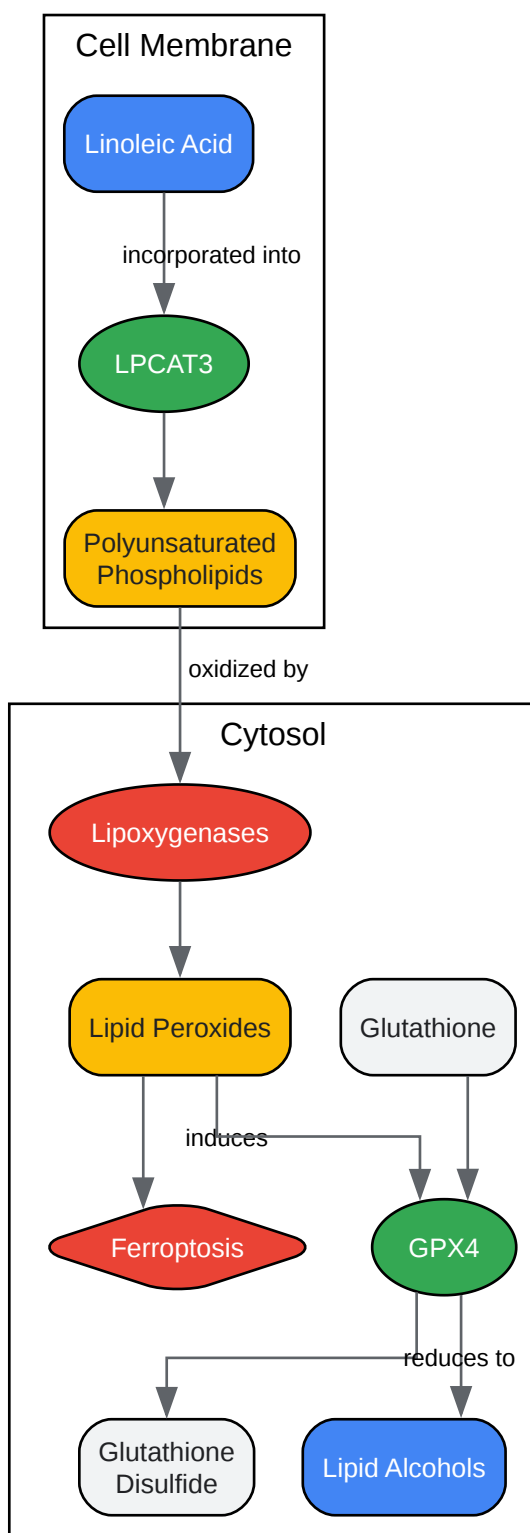 Cell Membrane
Linoleic Acid
incorporated into
LPCAT3
Polyunsaturated
Phospholipids
oxidized by
Cytosol
Lipoxygenases
Lipid Peroxides
Glutathione
induces
Ferroptosis
GPX4
reduces to
Glutathione
Disulfide
Lipid Alcohols